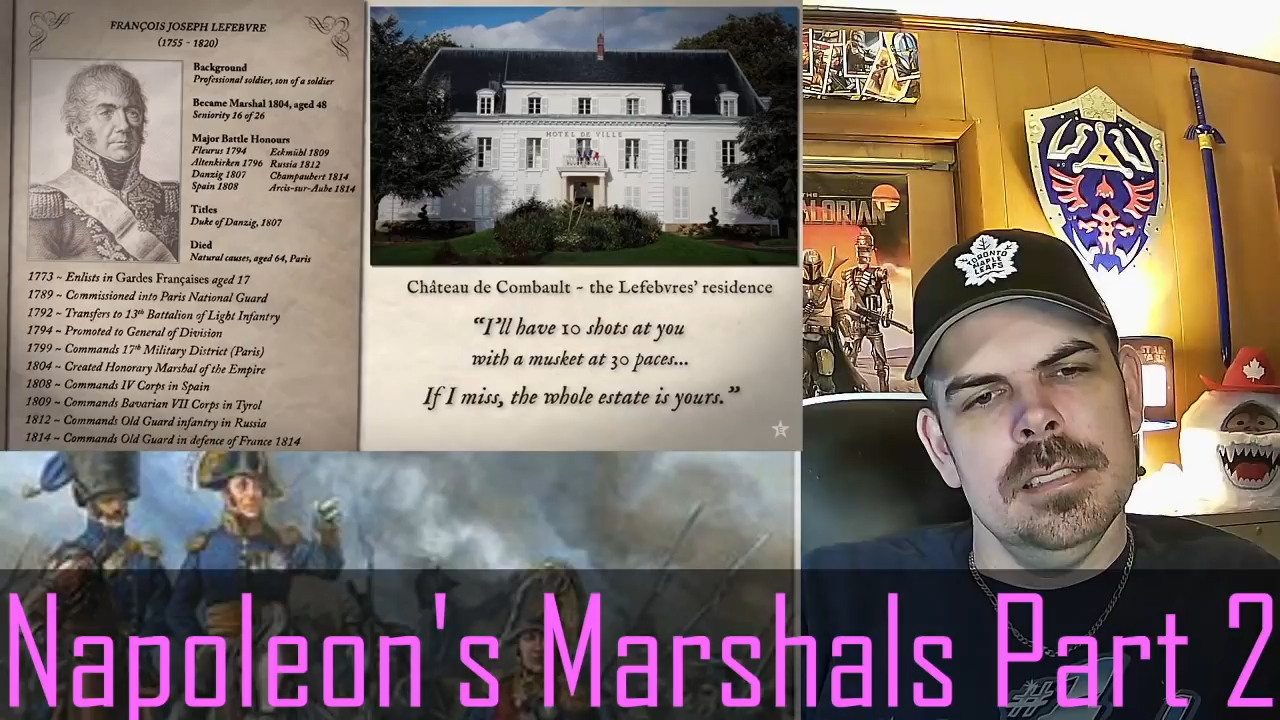 FRANÇOIS JOSEPH LEFEBVRE
(1755 - 1820)
Background
Professional soldier, son of a soldier
Became Marshal 1804, aged 48
Seniority 16 of 26
Major Battle Honours
Fleurus 1794
Altenkirken 1796
Danzig 1807
Spain 1808
Eckmühl 1809
Russia 1812
Champaubert 1814
Arcis-sur-Aube 1814
Titles
Duke of Danzig, 1807
Died
Natural causes, aged 64, Paris
1773 ~ Enlists in Gardes Françaises aged 17
1789 ~ Commissioned into Paris National Guard
1792 ~ Transfers to 13th Battalion of Light Infantry
1794 ~ Promoted to General of Division
1799 ~ Commands 17th Military District (Paris)
1804 ~ Created Honorary Marshal of the Empire
1808 ~ Commands IV Corps in Spain
1809 ~ Commands Bavarian VII Corps in Tyrol
1812 ~ Commands Old Guard infantry in Russia
1814 ~ Commands Old Guard in defence of France 1814
HOTEL DE VILLE
Château de Combault ~ the Lefebvres' residence
“I'll have 10 shots at you
with a musket at 30 paces...
If I miss, the whole estate is yours.”
THE
ALORIAN
TORONTO
MAPLE
LEAFS
STAR
Napoleon's Marshals Part 2